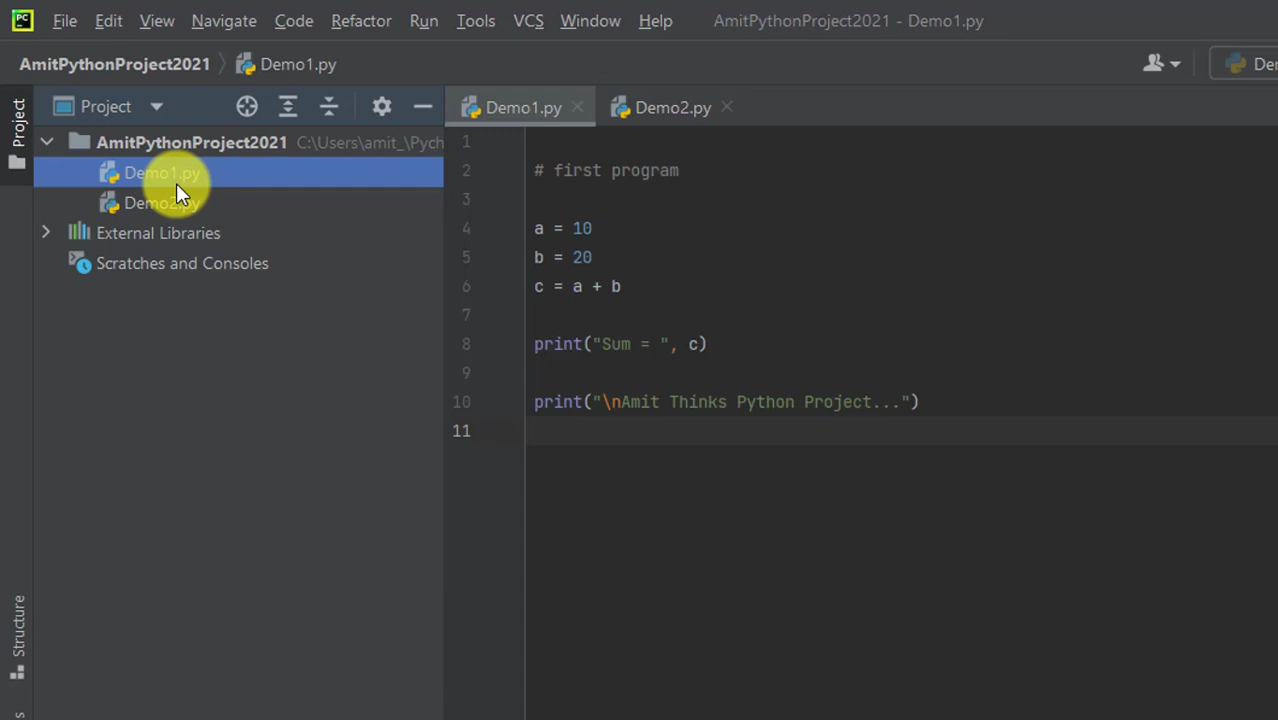 PC File Edit View Navigate Code Refactor Run Tools VCS Window Help AmitPythonProject2021 - Demo1.py
AmitPythonProject2021 Demo1.py
Project
Project
Demo1.py Demo2.py
AmitPythonProject2021 C:\Users\amit_\Pych
Demo1.py
Demo2.py
External Libraries
Scratches and Consoles
Structure
1
2 # first program
3
4 a = 10
5 b = 20
6 c = a + b
7
8 print("Sum = ", c)
9
10 print("\nAmit Thinks Python Project...")
11